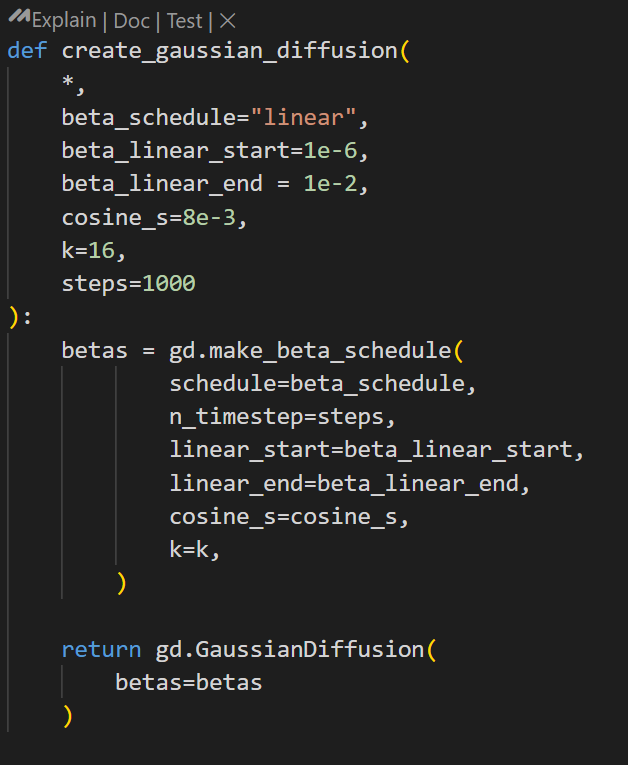 Explain | Doc | Test | ×
def create_gaussian_diffusion(
    *,
    beta_schedule="linear",
    beta_linear_start=1e-6,
    beta_linear_end = 1e-2,
    cosine_s=8e-3,
    k=16,
    steps=1000
):
    betas = gd.make_beta_schedule(
            schedule=beta_schedule,
            n_timestep=steps,
            linear_start=beta_linear_start,
            linear_end=beta_linear_end,
            cosine_s=cosine_s,
            k=k,
        )

    return gd.GaussianDiffusion(
        betas=betas
    )